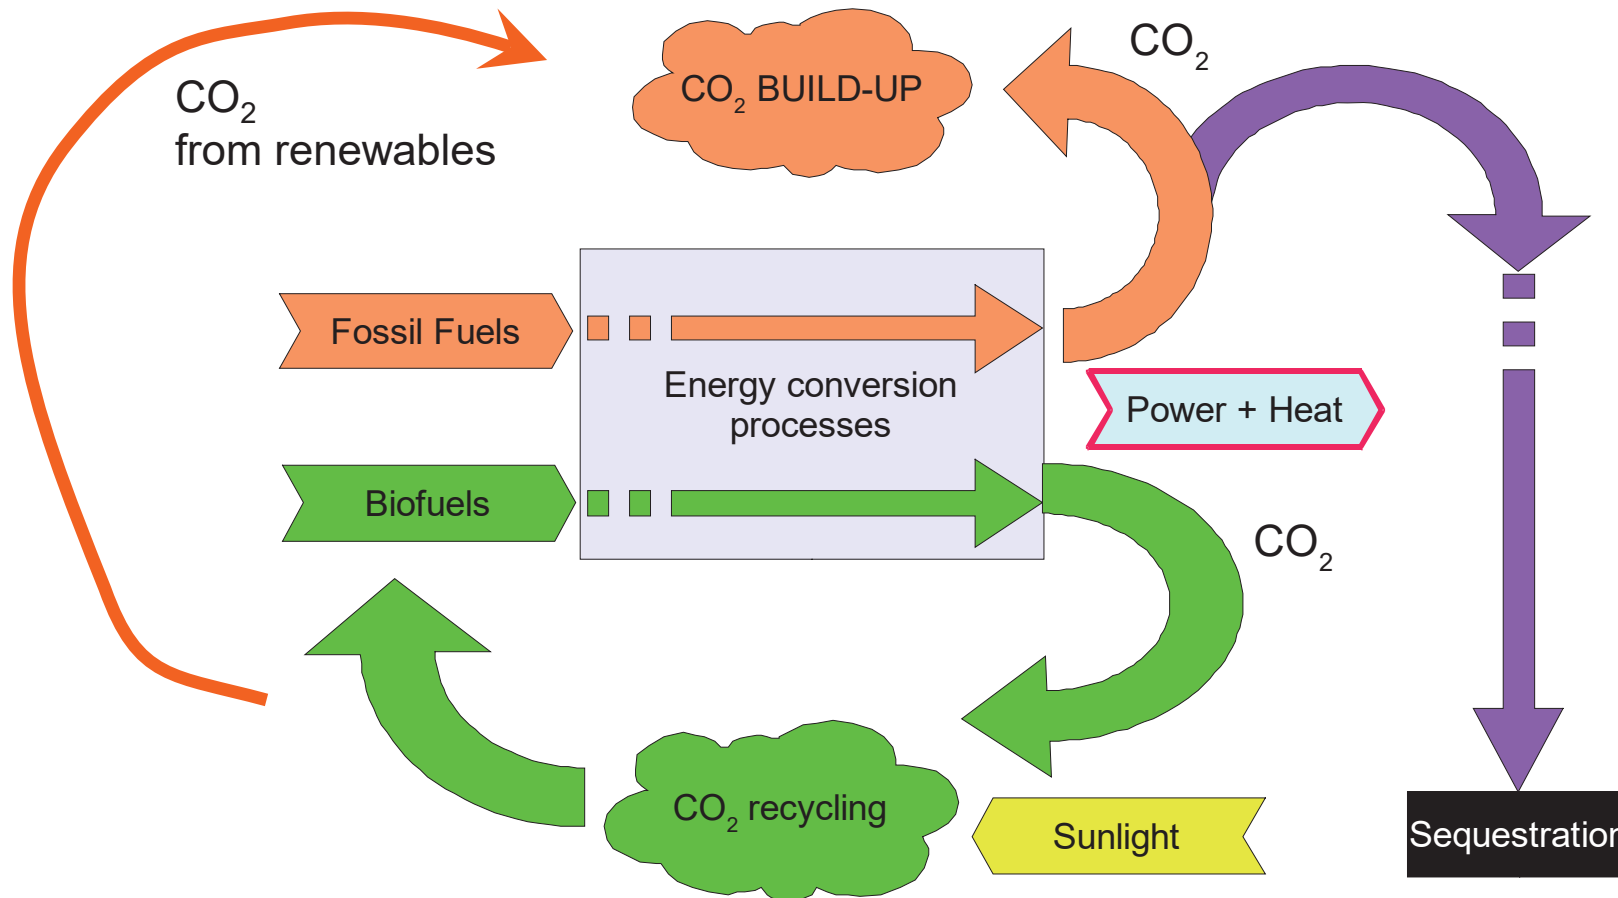 CO₂
CO₂
from renewables
CO₂ BUILD-UP
Fossil Fuels
Energy conversion
processes
Power + Heat
Biofuels
CO₂
CO₂ recycling
Sunlight
Sequestration